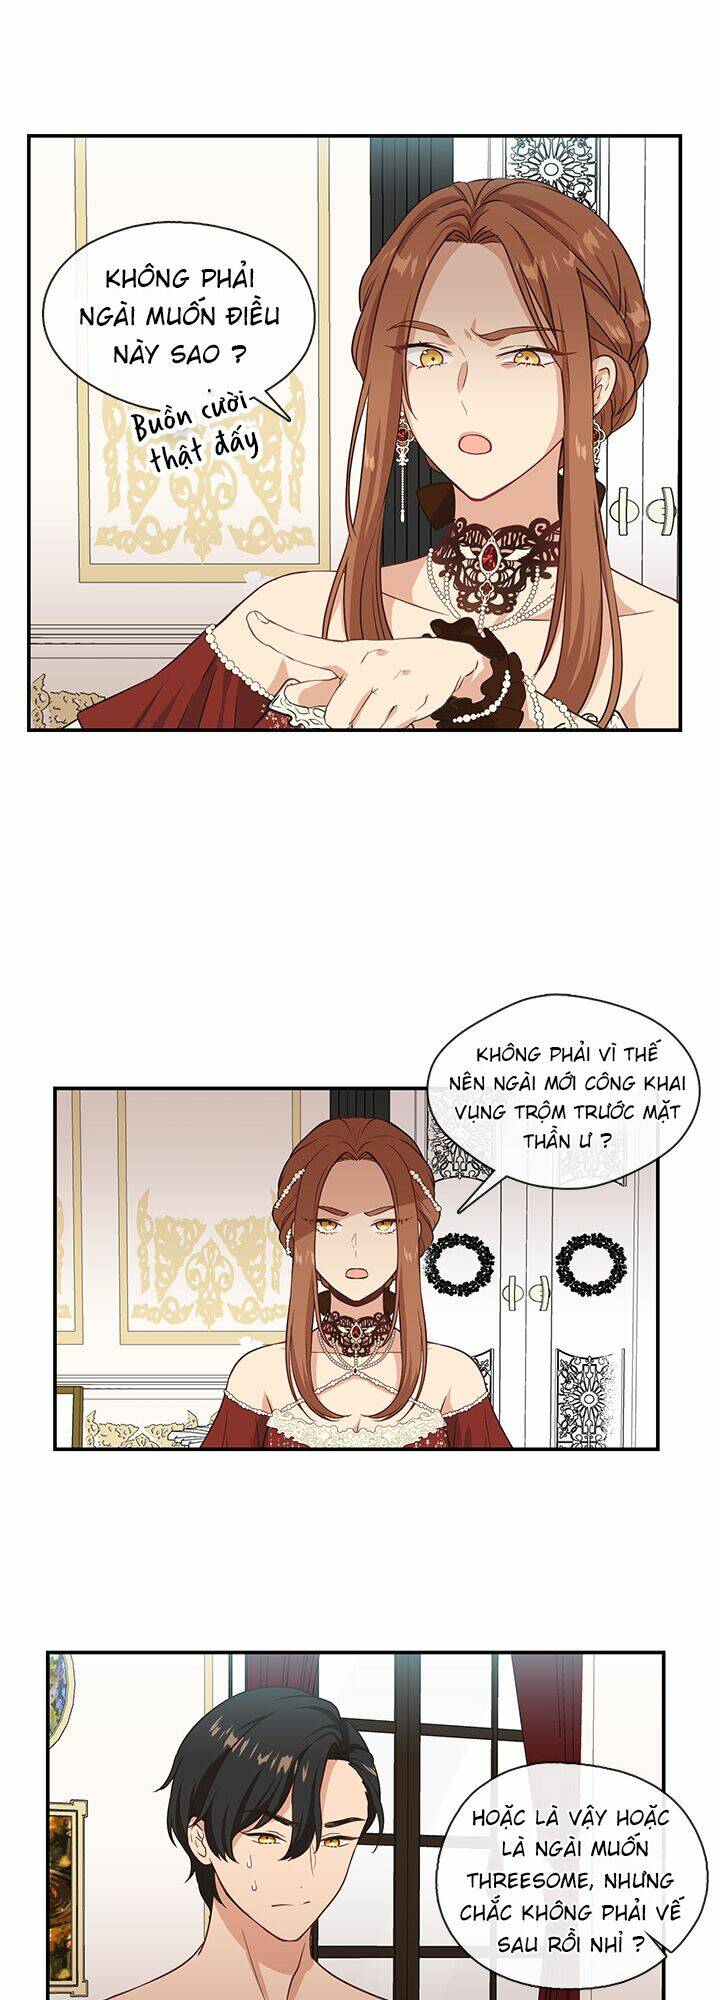 KHÔNG PHẢI
NGÀI MUỐN ĐIỀU
NÀY SAO ?
Buồn cười
thật đấy
KHÔNG PHẢI VÌ THẾ
NÊN NGÀI MỚI CÔNG KHAI
VỤNG TRỘM TRƯỚC MẶT
THẦN Ư ?
HOẶC LÀ VẬY HOẶC
LÀ NGÀI MUỐN
THREESOME, NHƯNG
CHẮC KHÔNG PHẢI VẾ
SAU RỒI NHỈ ?